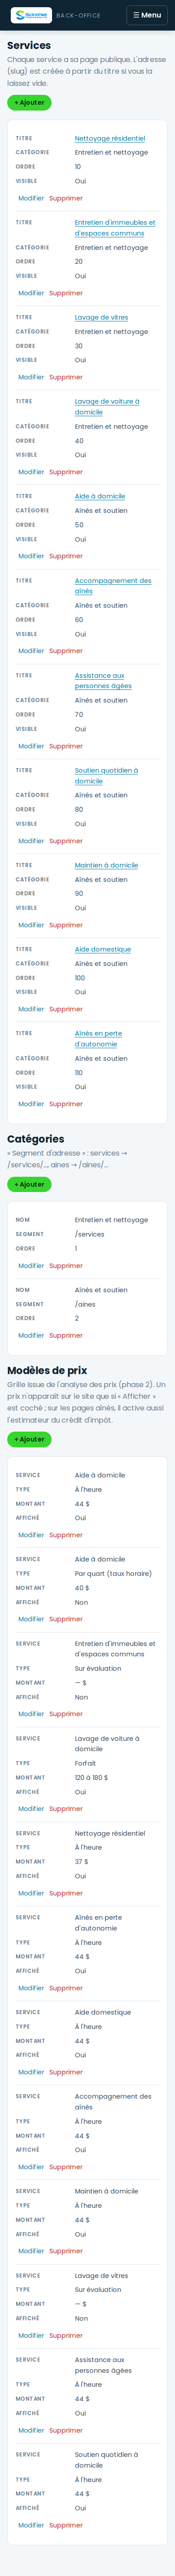 BACK-OFFICE
☰ Menu
Services
Chaque service a sa page publique. L'adresse
(slug) est créée à partir du titre si vous la
laissez vide.
+ Ajouter
TITRE Nettoyage résidentiel
CATÉGORIE Entretien et nettoyage
ORDRE 10
VISIBLE Oui
Modifier Supprimer
TITRE Entretien d'immeubles et
d'espaces communs
CATÉGORIE Entretien et nettoyage
ORDRE 20
VISIBLE Oui
Modifier Supprimer
TITRE Lavage de vitres
CATÉGORIE Entretien et nettoyage
ORDRE 30
VISIBLE Oui
Modifier Supprimer
TITRE Lavage de voiture à
domicile
CATÉGORIE Entretien et nettoyage
ORDRE 40
VISIBLE Oui
Modifier Supprimer
TITRE Aide à domicile
CATÉGORIE Aînés et soutien
ORDRE 50
VISIBLE Oui
Modifier Supprimer
TITRE Accompagnement des
aînés
CATÉGORIE Aînés et soutien
ORDRE 60
VISIBLE Oui
Modifier Supprimer
TITRE Assistance aux
personnes âgées
CATÉGORIE Aînés et soutien
ORDRE 70
VISIBLE Oui
Modifier Supprimer
TITRE Soutien quotidien à
domicile
CATÉGORIE Aînés et soutien
ORDRE 80
VISIBLE Oui
Modifier Supprimer
TITRE Maintien à domicile
CATÉGORIE Aînés et soutien
ORDRE 90
VISIBLE Oui
Modifier Supprimer
TITRE Aide domestique
CATÉGORIE Aînés et soutien
ORDRE 100
VISIBLE Oui
Modifier Supprimer
TITRE Aînés en perte
d'autonomie
CATÉGORIE Aînés et soutien
ORDRE 110
VISIBLE Oui
Modifier Supprimer
Catégories
« Segment d'adresse » : services →
/services/…, aines → /aines/…
+ Ajouter
NOM Entretien et nettoyage
SEGMENT /services
ORDRE 1
Modifier Supprimer
NOM Aînés et soutien
SEGMENT /aines
ORDRE 2
Modifier Supprimer
Modèles de prix
Grille issue de l'analyse des prix (phase 2). Un
prix n'apparaît sur le site que si « Afficher »
est coché ; sur les pages aînés, il active aussi
l'estimateur du crédit d'impôt.
+ Ajouter
SERVICE Aide à domicile
TYPE À l'heure
MONTANT 44 $
AFFICHÉ Oui
Modifier Supprimer
SERVICE Aide à domicile
TYPE Par quart (taux horaire)
MONTANT 40 $
AFFICHÉ Non
Modifier Supprimer
SERVICE Entretien d'immeubles et
d'espaces communs
TYPE Sur évaluation
MONTANT — $
AFFICHÉ Non
Modifier Supprimer
SERVICE Lavage de voiture à
domicile
TYPE Forfait
MONTANT 120 à 180 $
AFFICHÉ Oui
Modifier Supprimer
SERVICE Nettoyage résidentiel
TYPE À l'heure
MONTANT 37 $
AFFICHÉ Oui
Modifier Supprimer
SERVICE Aînés en perte
d'autonomie
TYPE À l'heure
MONTANT 44 $
AFFICHÉ Oui
Modifier Supprimer
SERVICE Aide domestique
TYPE À l'heure
MONTANT 44 $
AFFICHÉ Oui
Modifier Supprimer
SERVICE Accompagnement des
aînés
TYPE À l'heure
MONTANT 44 $
AFFICHÉ Oui
Modifier Supprimer
SERVICE Maintien à domicile
TYPE À l'heure
MONTANT 44 $
AFFICHÉ Oui
Modifier Supprimer
SERVICE Lavage de vitres
TYPE Sur évaluation
MONTANT — $
AFFICHÉ Non
Modifier Supprimer
SERVICE Assistance aux
personnes âgées
TYPE À l'heure
MONTANT 44 $
AFFICHÉ Oui
Modifier Supprimer
SERVICE Soutien quotidien à
domicile
TYPE À l'heure
MONTANT 44 $
AFFICHÉ Oui
Modifier Supprimer